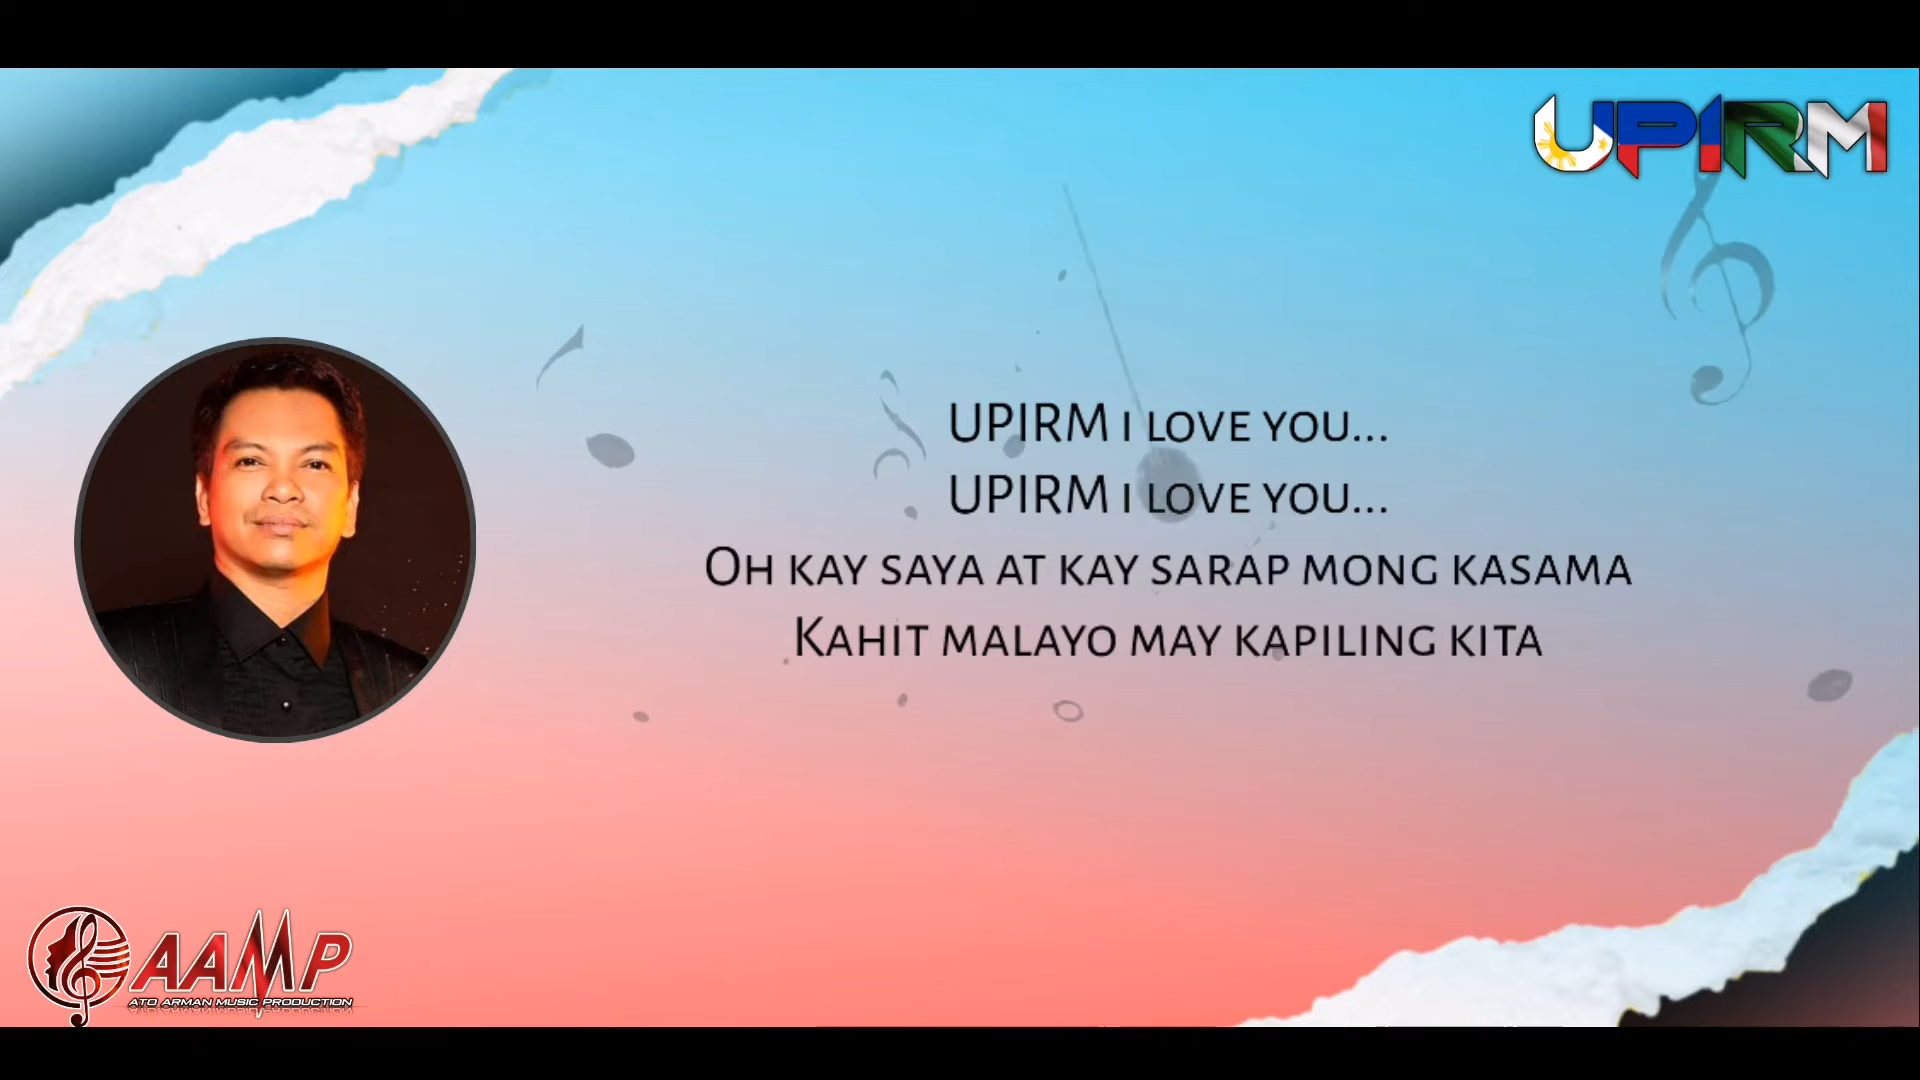 UPIRM
UPIRM i love you...
UPIRM i love you...
Oh kay saya at kay sarap mong kasama
Kahit malayo may kapiling kita
AAMP
ATO ARMAN MUSIC PRODUCTION